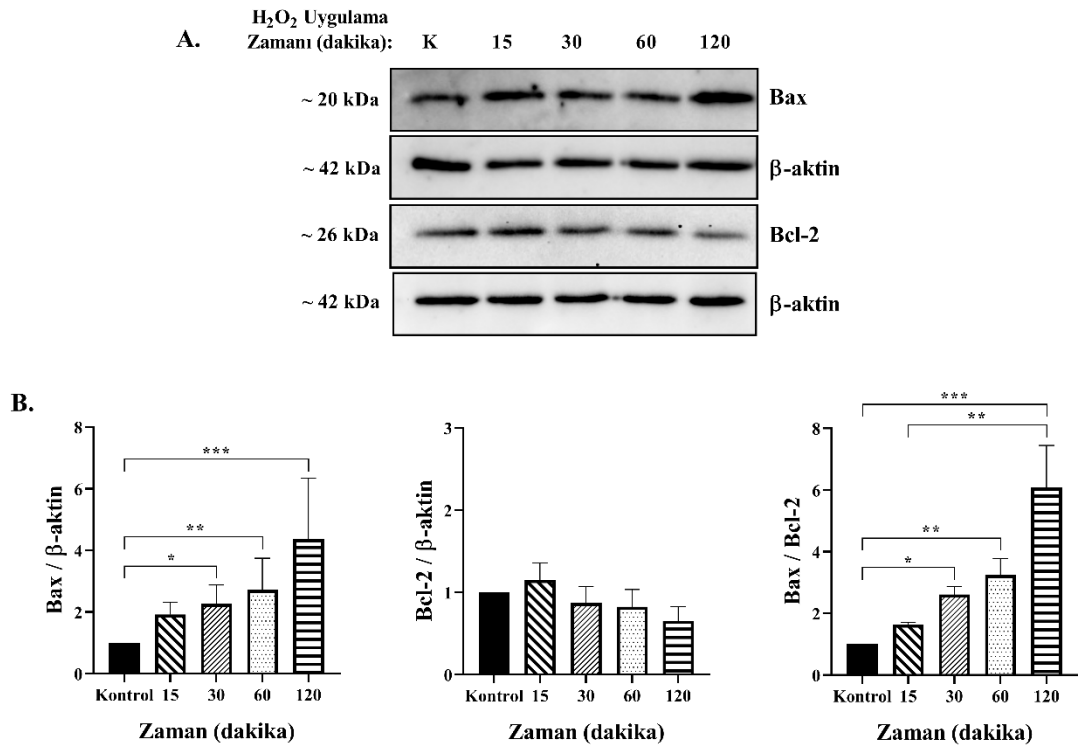 H₂O₂ Uygulama
A. Zamanı (dakika): K 15 30 60 120
~ 20 kDa Bax
~ 42 kDa β-aktin
~ 26 kDa Bcl-2
~ 42 kDa β-aktin
B.
Bax / β-aktin
8
6
4
2
0
***
**
*
Kontrol 15 30 60 120
Zaman (dakika)
Bcl-2 / β-aktin
3
2
1
0
Kontrol 15 30 60 120
Zaman (dakika)
Bax / Bcl-2
8
6
4
2
0
***
**
**
*
Kontrol 15 30 60 120
Zaman (dakika)